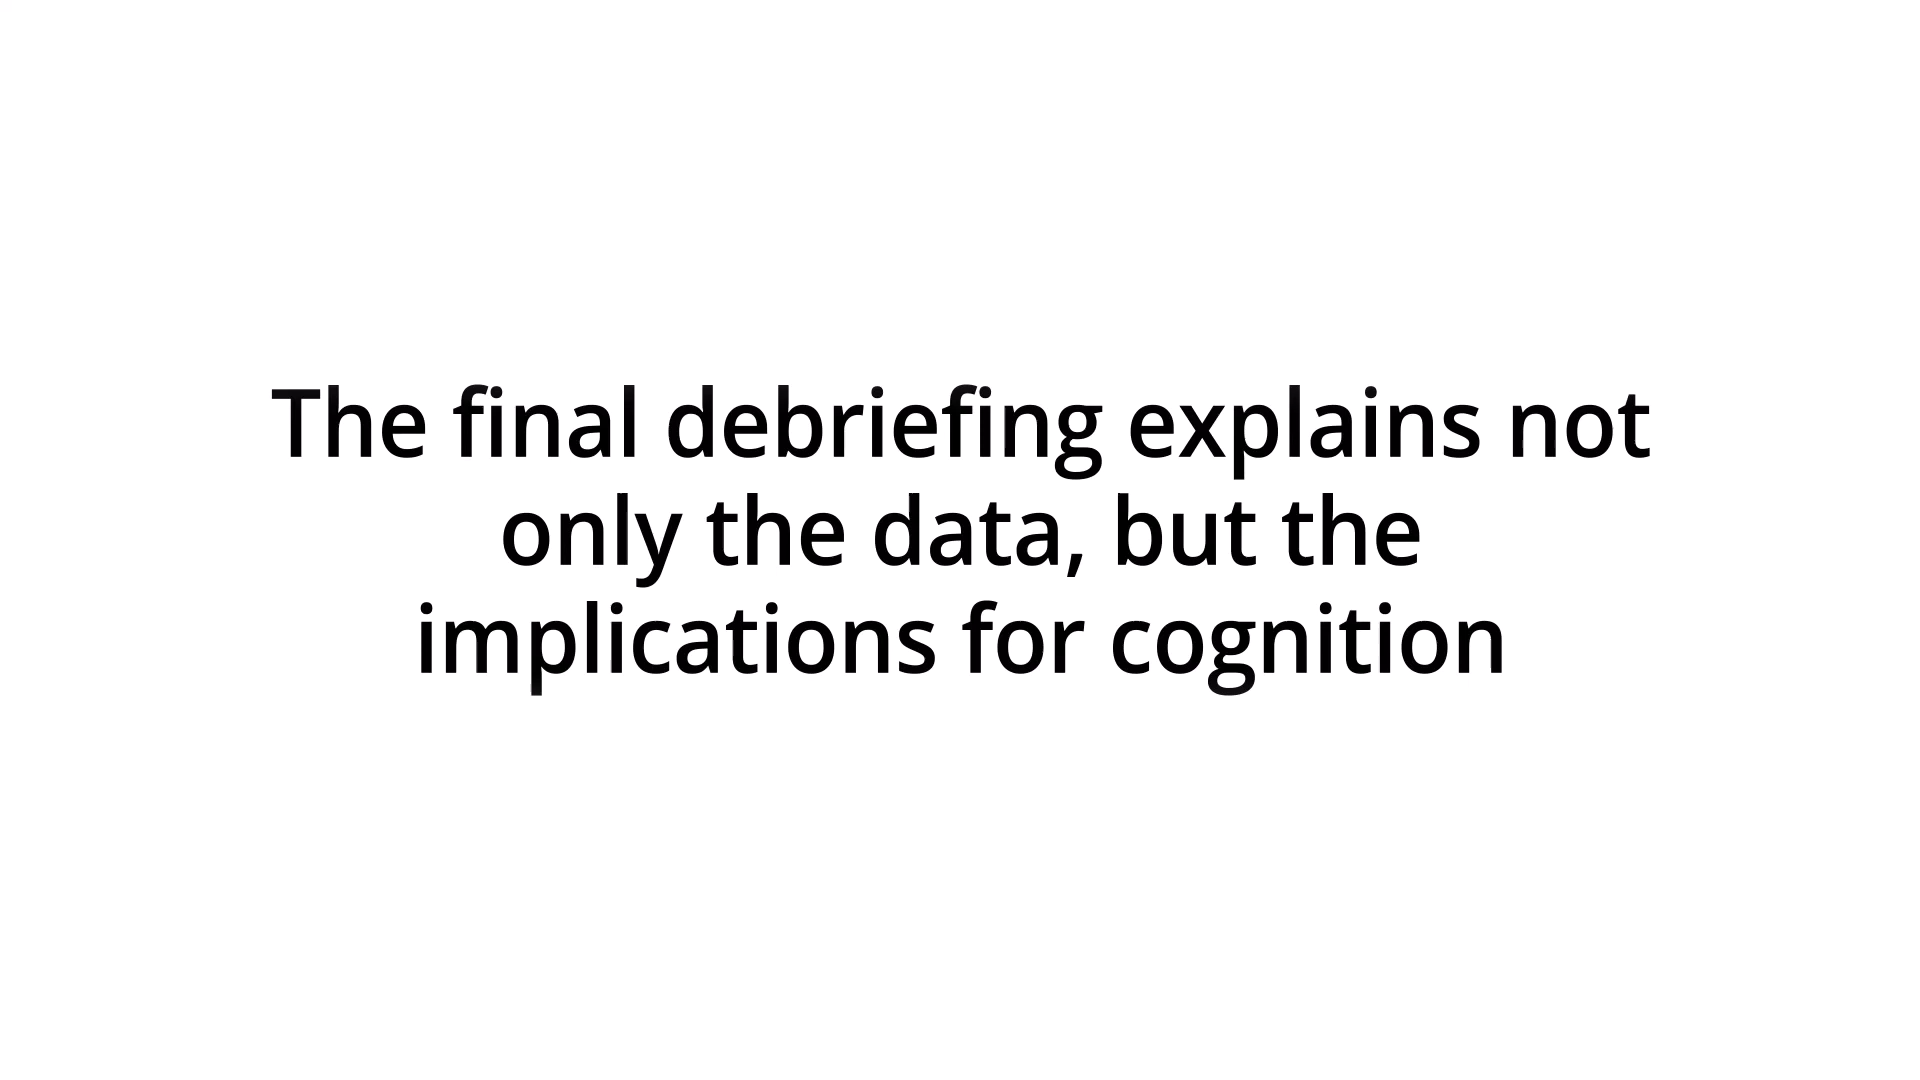 The final debriefing explains not
only the data, but the
implications for cognition